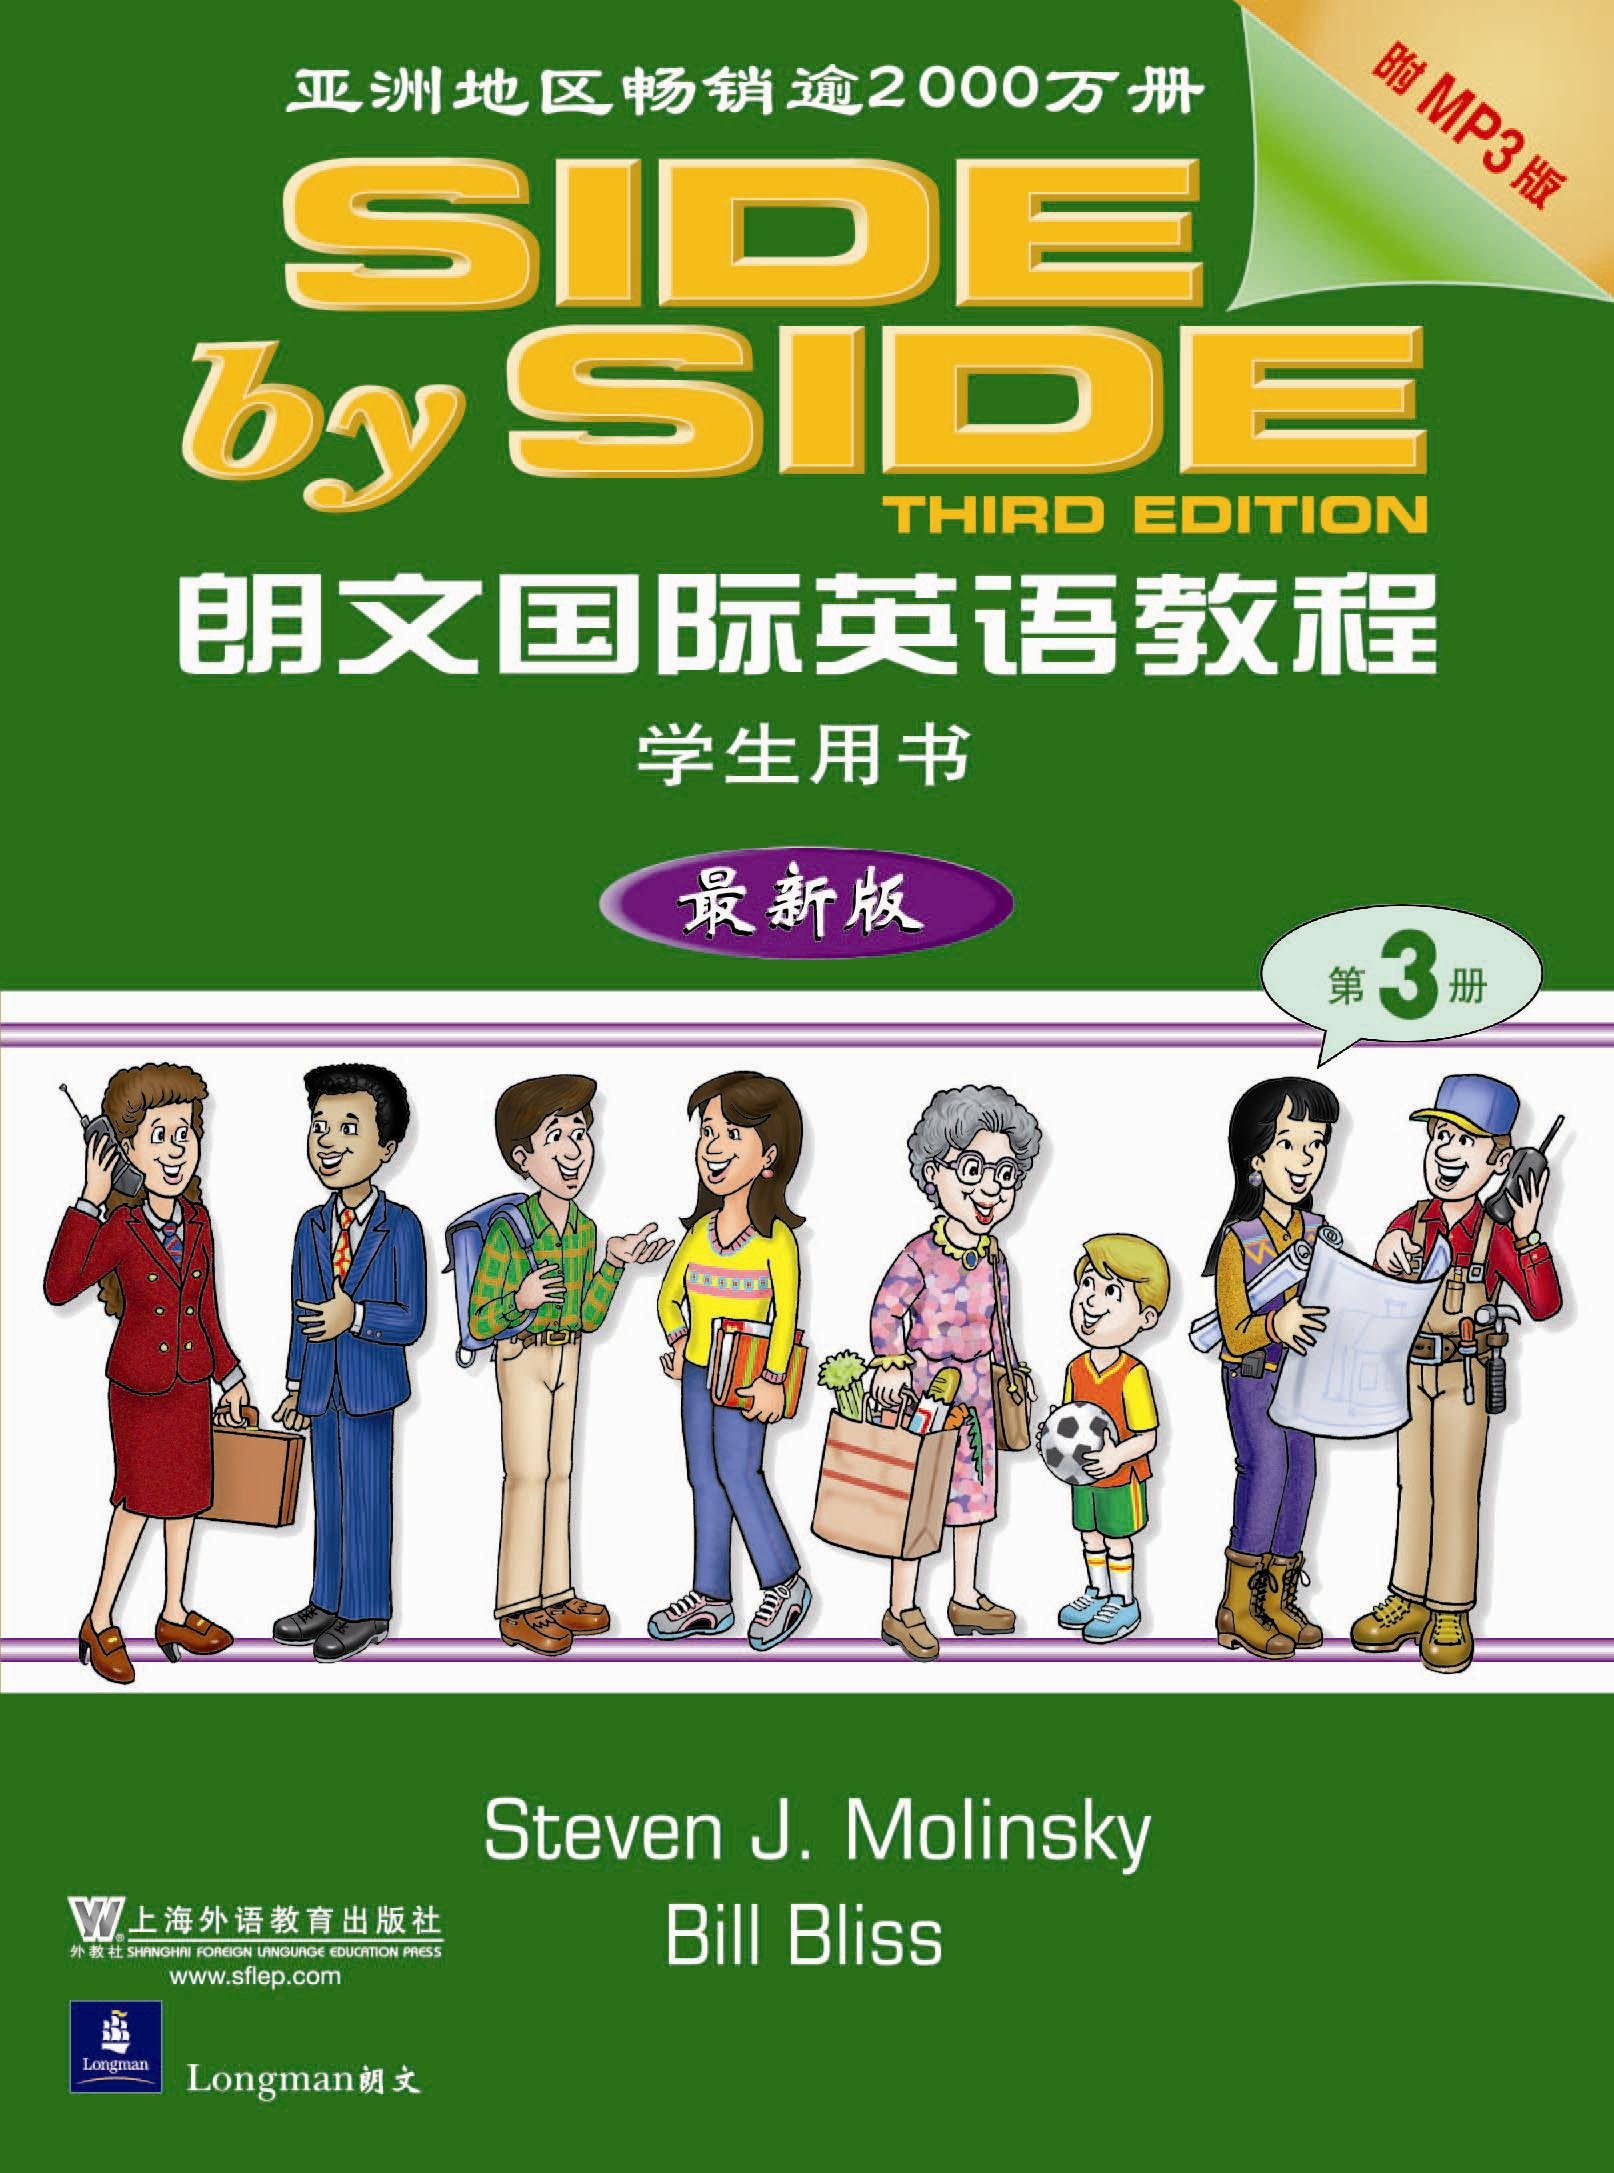 亚洲地区畅销逾2000万册
附MP3版
SIDE
by SIDE
THIRD EDITION
朗文国际英语教程
学生用书
最新版
第3册
Steven J. Molinsky
Bill Bliss
W®上海外语教育出版社
外教社 SHANGHAI FOREIGN LANGUAGE EDUCATION PRESS
www.sflep.com
Longman
Longman朗文